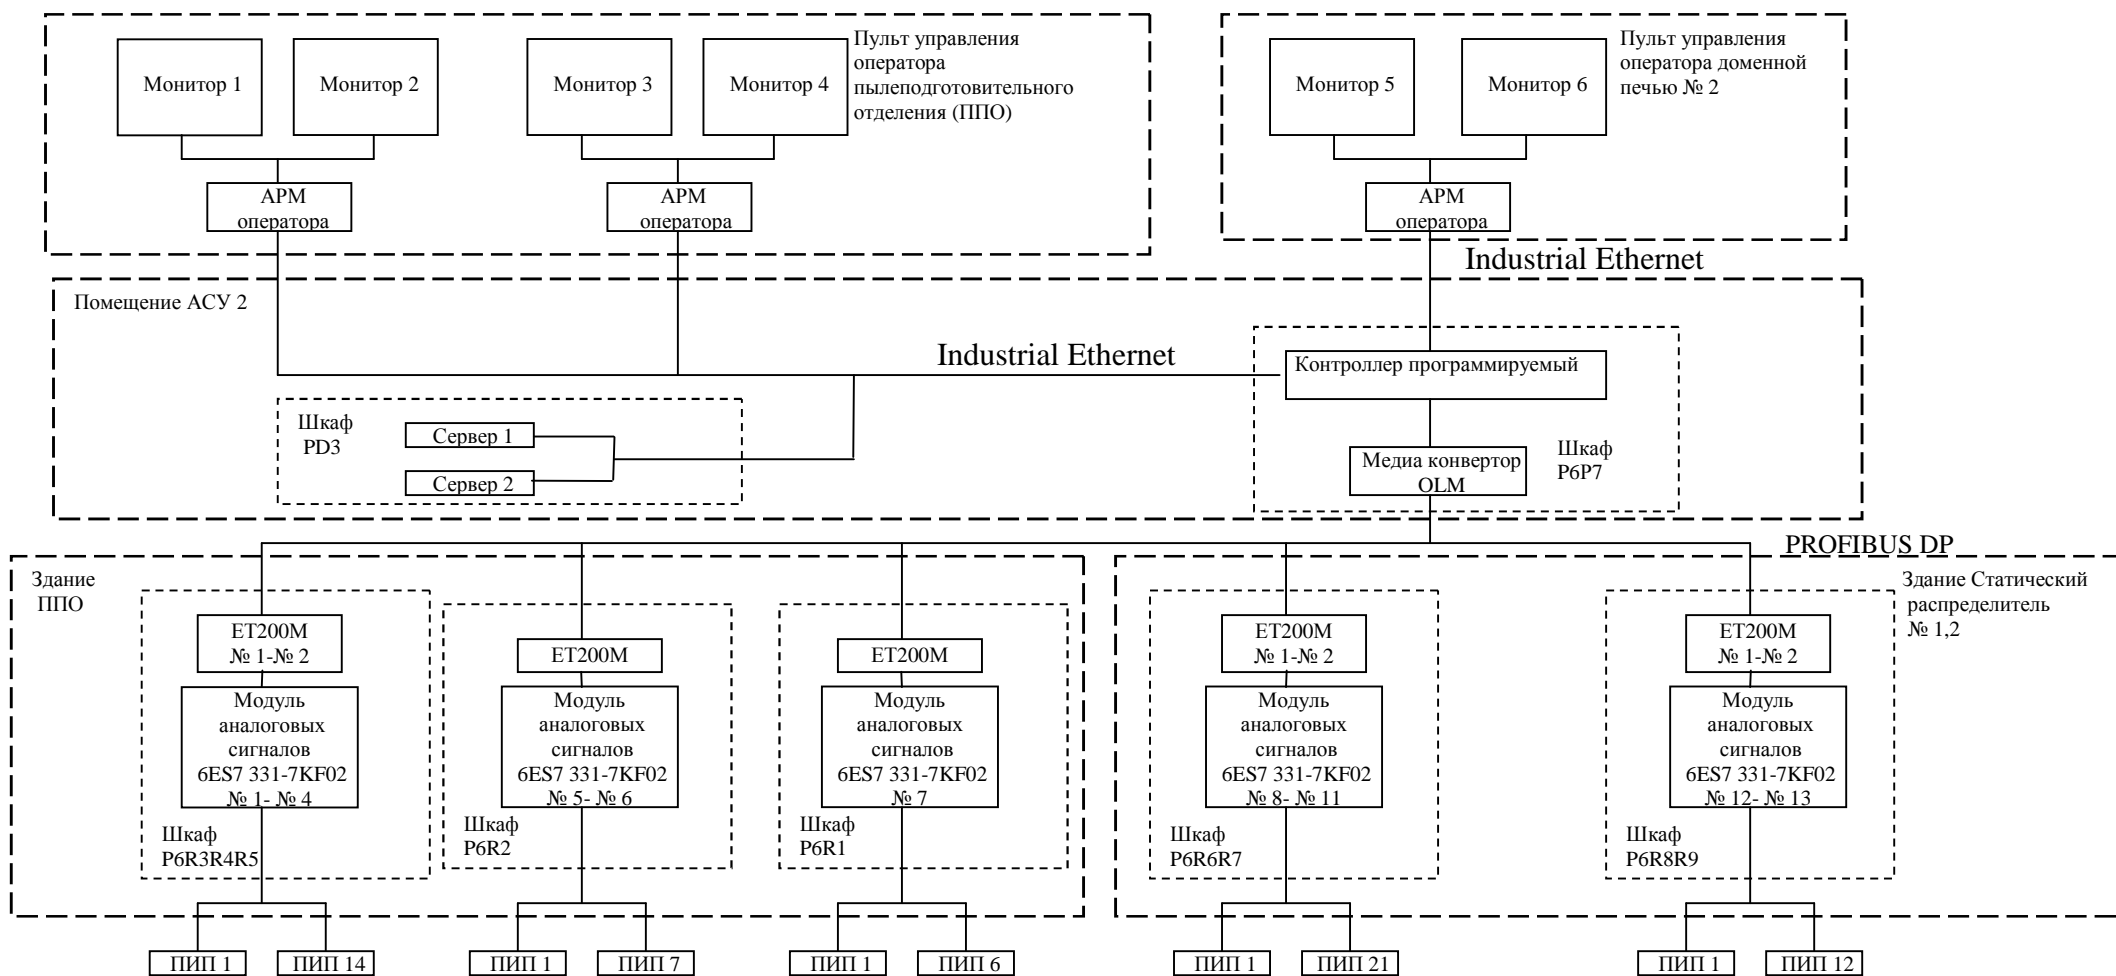 Монитор 1
Монитор 2
Монитор 3
Монитор 4
Пульт управления
оператора
пылеподготовительного
отделения (ППО)
Монитор 5
Монитор 6
Пульт управления
оператора доменной
печью № 2
АРМ
оператора
АРМ
оператора
АРМ
оператора
Industrial Ethernet
Помещение АСУ 2
Industrial Ethernet
Контроллер программируемый
Шкаф
PD3
Сервер 1
Сервер 2
Медиа конвертор
OLM
Шкаф
P6P7
PROFIBUS DP
Здание
ППО
Здание Статический
распределитель
№ 1,2
ET200M
№ 1-№ 2
Модуль
аналоговых
сигналов
6ES7 331-7KF02
№ 1- № 4
Шкаф
P6R3R4R5
ET200M
Модуль
аналоговых
сигналов
6ES7 331-7KF02
№ 5- № 6
Шкаф
P6R2
ET200M
Модуль
аналоговых
сигналов
6ES7 331-7KF02
№ 7
Шкаф
P6R1
ET200M
№ 1-№ 2
Модуль
аналоговых
сигналов
6ES7 331-7KF02
№ 8- № 11
Шкаф
P6R6R7
ET200M
№ 1-№ 2
Модуль
аналоговых
сигналов
6ES7 331-7KF02
№ 12- № 13
Шкаф
P6R8R9
ПИП 1
ПИП 14
ПИП 1
ПИП 7
ПИП 1
ПИП 6
ПИП 1
ПИП 21
ПИП 1
ПИП 12